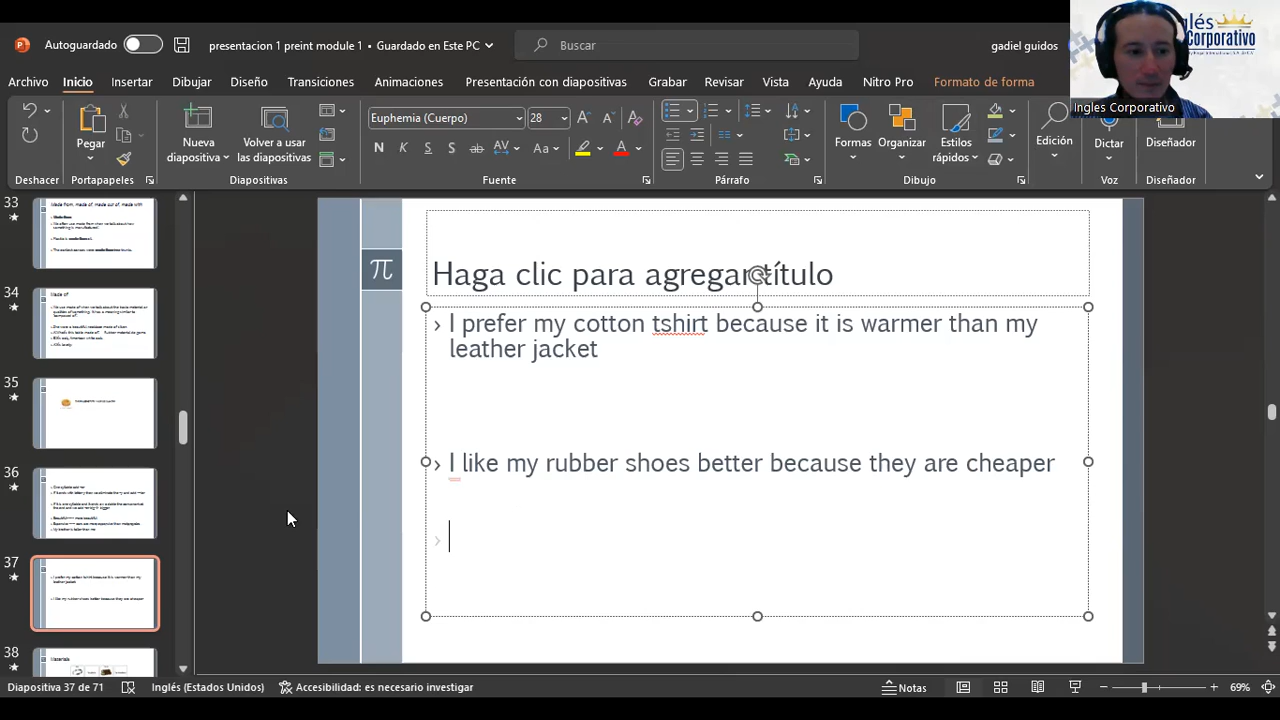 Autoguardado
presentacion 1 preint module 1 • Guardado en Este PC
Buscar
gadiel guidos
Inglés Corporativo
Archivo Inicio Insertar Dibujar Diseño Transiciones Animaciones Presentación con diapositivas Grabar Revisar Vista Ayuda Nitro Pro Formato de forma
Ingles Corporativo
Pegar
Nueva diapositiva
Volver a usar las diapositivas
Euphemia (Cuerpo) 28
N K S S ab AV Aa A
Formas Organizar Estilos rápidos Edición Dictar Diseñador
Deshacer Portapapeles Diapositivas Fuente Párrafo Dibujo Voz Diseñador
33
34
35
36
37
38
π
Haga clic para agregar título
› I prefer my cotton tshirt because it is warmer than my
leather jacket
› I like my rubber shoes better because they are cheaper
›
Materials
Diapositiva 37 de 71 Inglés (Estados Unidos) Accesibilidad: es necesario investigar Notas 69%